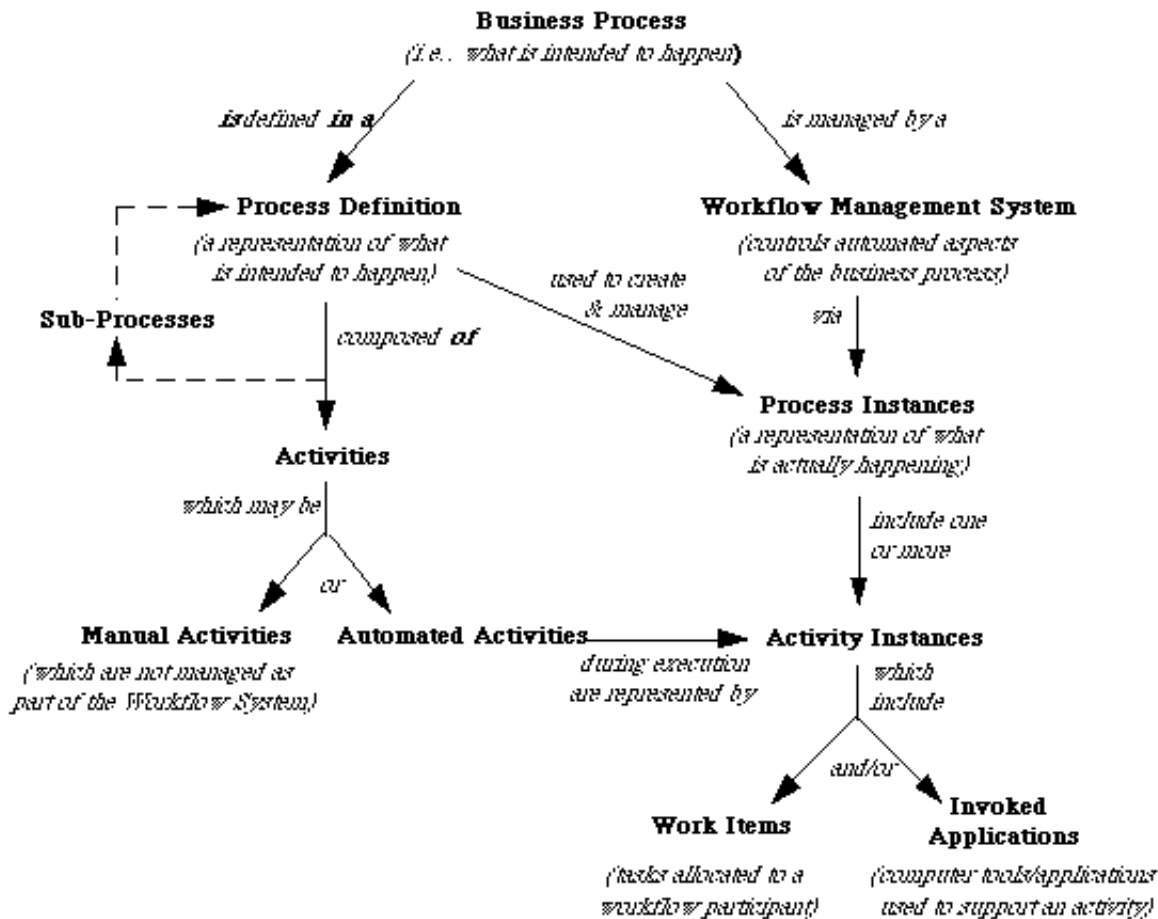 Business Process
(i.e.. what is intended to happen)
is defined in a
is managed by a
Process Definition
Workflow Management System
(a representation of what
is intended to happen)
(controls automated aspects
of the business process)
used to create
& manage
Sub-Processes
composed of
via
Process Instances
(a representation of what
is actually happening)
Activities
which may be
include one
or more
or
Manual Activities
Automated Activities
Activity Instances
(which are not managed as
part of the Workflow System)
during execution
are represented by
which
include
and/or
Work Items
Invoked
Applications
(tasks allocated to a
workflow participant)
(computer tools/applications
used to support an activity)